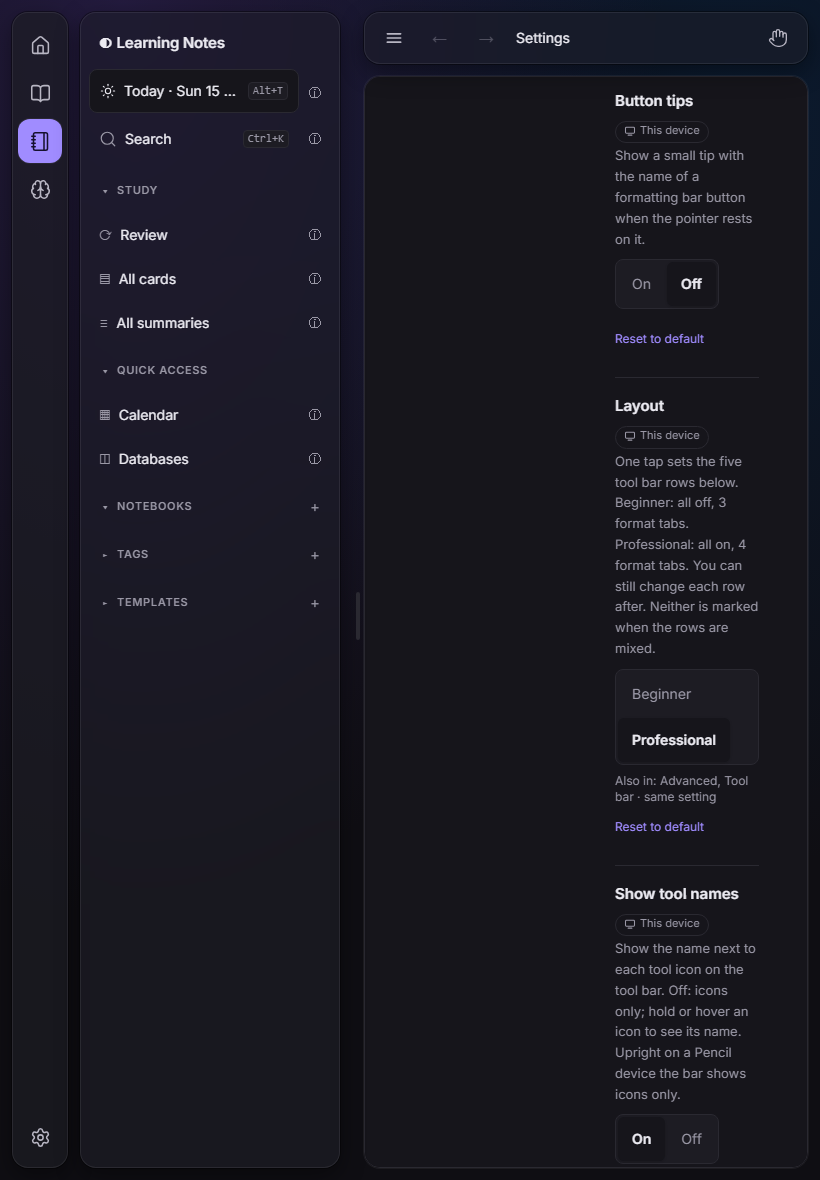 Learning Notes
Today · Sun 15 ... Alt+T
Search Ctrl+K
STUDY
Review
All cards
All summaries
QUICK ACCESS
Calendar
Databases
NOTEBOOKS +
TAGS +
TEMPLATES +
Settings
Button tips
This device
Show a small tip with
the name of a
formatting bar button
when the pointer rests
on it.
On Off
Reset to default
Layout
This device
One tap sets the five
tool bar rows below.
Beginner: all off, 3
format tabs.
Professional: all on, 4
format tabs. You can
still change each row
after. Neither is marked
when the rows are
mixed.
Beginner
Professional
Also in: Advanced, Tool
bar · same setting
Reset to default
Show tool names
This device
Show the name next to
each tool icon on the
tool bar. Off: icons
only; hold or hover an
icon to see its name.
Upright on a Pencil
device the bar shows
icons only.
On Off